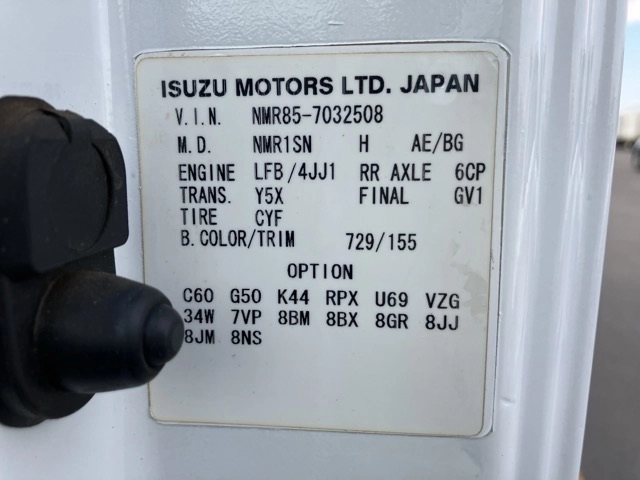 ISUZU MOTORS LTD. JAPAN
V.I.N. NMR85-7032508
M.D. NMR1SN H AE/BG
ENGINE LFB/4JJ1 RR AXLE 6CP
TRANS. Y5X FINAL GV1
TIRE CYF
B.COLOR/TRIM 729/155
OPTION
C60 G50 K44 RPX U69 VZG
34W 7VP 8BM 8BX 8GR 8JJ
8JM 8NS